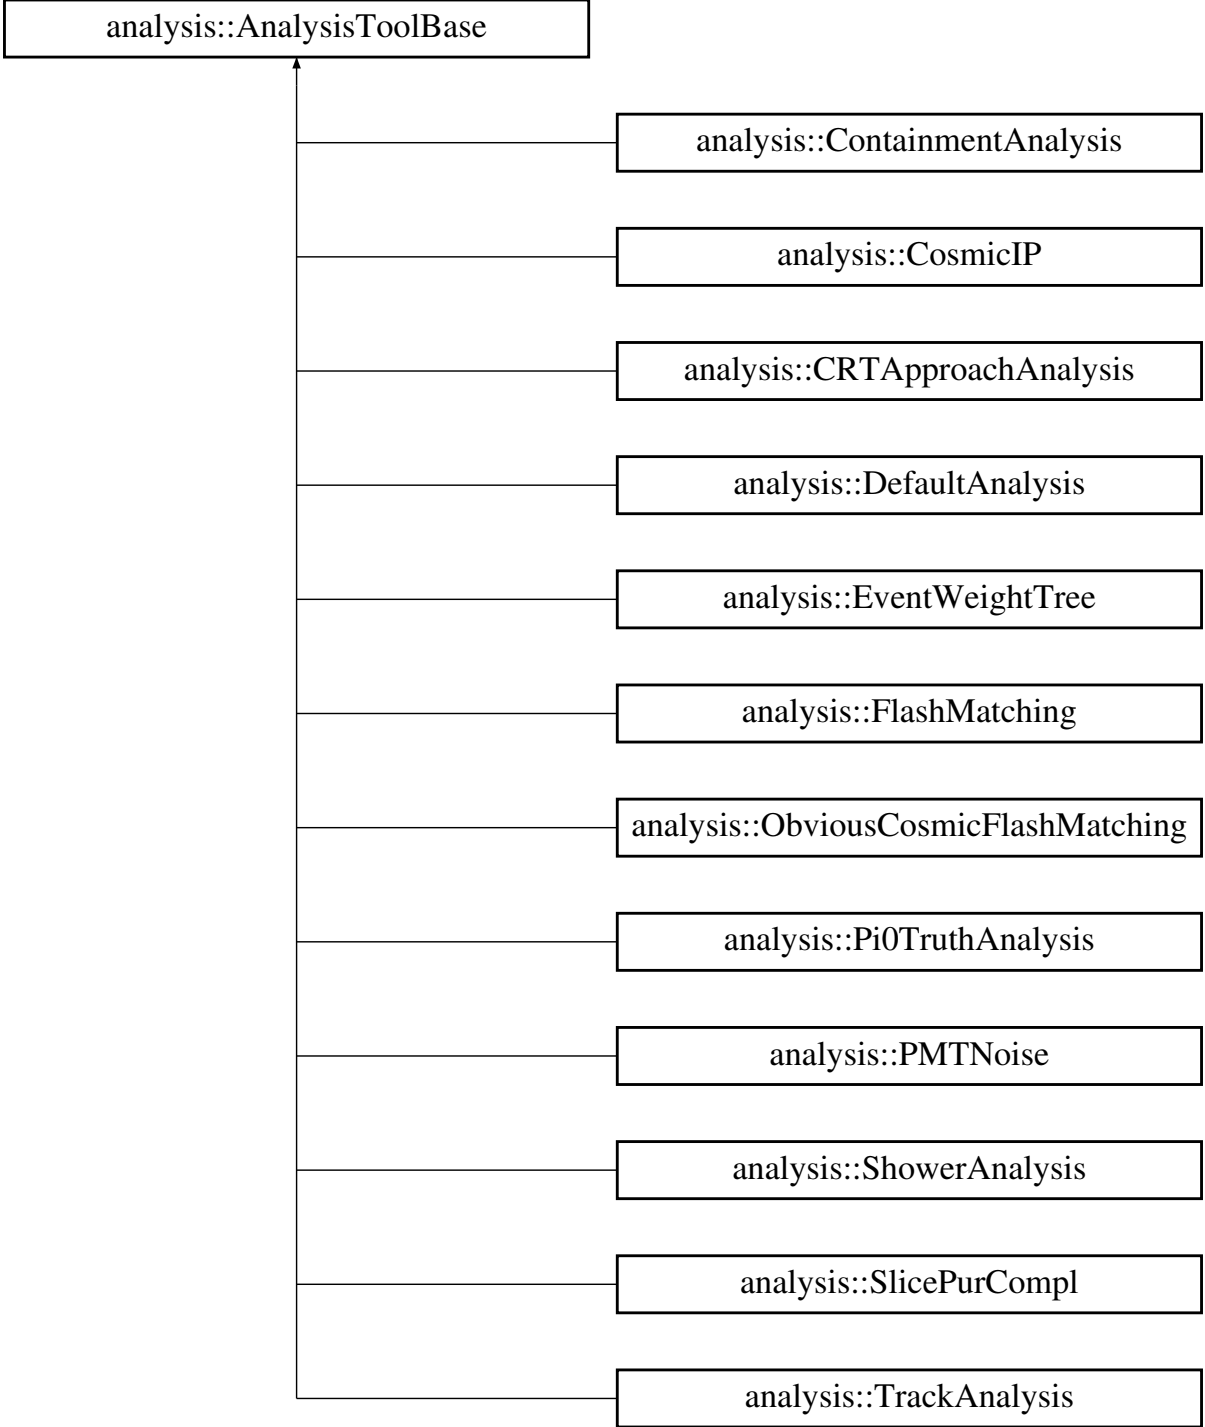 analysis::AnalysisToolBase
analysis::ContainmentAnalysis
analysis::CosmicIP
analysis::CRTApproachAnalysis
analysis::DefaultAnalysis
analysis::EventWeightTree
analysis::FlashMatching
analysis::ObviousCosmicFlashMatching
analysis::Pi0TruthAnalysis
analysis::PMTNoise
analysis::ShowerAnalysis
analysis::SlicePurCompl
analysis::TrackAnalysis